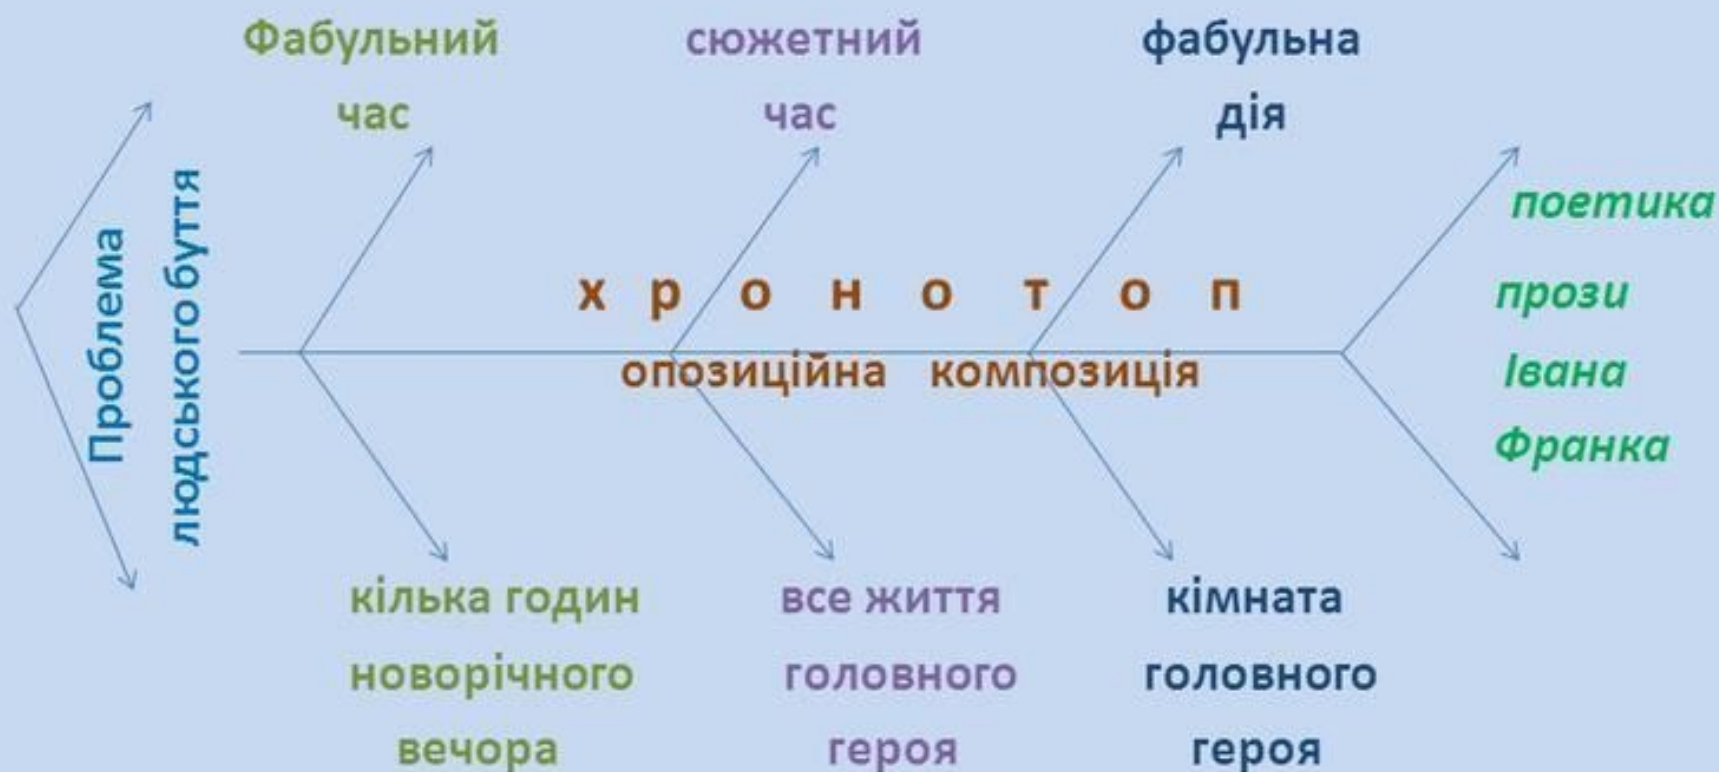 Фабульний
час
сюжетний
час
фабульна
дія
Проблема
людського буття
хронотоп
опозиційна композиція
поетика
прози
Івана
Франка
кілька годин
новорічного
вечора
все життя
головного
героя
кімната
головного
героя